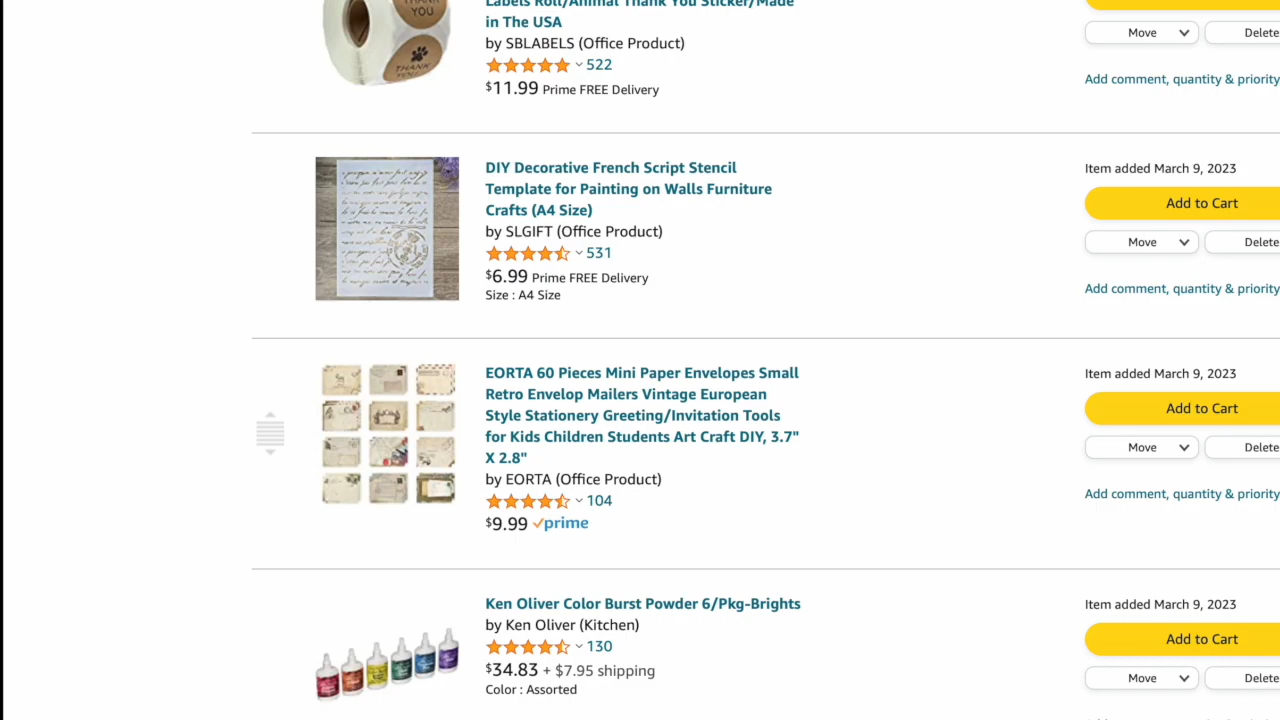 Labels Roll/Animal Thank You Sticker/Made
in The USA
by SBLABELS (Office Product)
522
$11.99 Prime FREE Delivery
THANK
YOU
THANK
YOU!
Move
Delete
Add comment, quantity & priority
DIY Decorative French Script Stencil
Template for Painting on Walls Furniture
Crafts (A4 Size)
by SLGIFT (Office Product)
531
$6.99 Prime FREE Delivery
Size : A4 Size
Item added March 9, 2023
Add to Cart
Move
Delete
Add comment, quantity & priority
EORTA 60 Pieces Mini Paper Envelopes Small
Retro Envelop Mailers Vintage European
Style Stationery Greeting/Invitation Tools
for Kids Children Students Art Craft DIY, 3.7"
X 2.8"
by EORTA (Office Product)
104
$9.99 prime
Item added March 9, 2023
Add to Cart
Move
Delete
Add comment, quantity & priority
Ken Oliver Color Burst Powder 6/Pkg-Brights
by Ken Oliver (Kitchen)
130
$34.83 + $7.95 shipping
Color : Assorted
Item added March 9, 2023
Add to Cart
Move
Delete